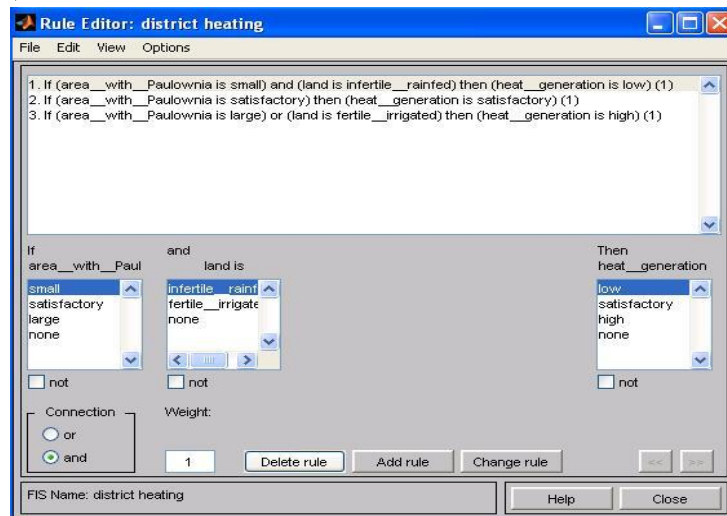 Rule Editor: district heating
File Edit View Options
1. If (area__with__Paulownia is small) and (land is infertile_rainfed) then (heat__generation is low) (1)
2. If (area__with__Paulownia is satisfactory) then (heat__generation is satisfactory) (1)
3. If (area__with__Paulownia is large) or (land is fertile__irrigated) then (heat__generation is high) (1)
If and Then
area__with__Paul land is heat__generation
small infertile__rainf low
satisfactory fertile__irrigate satisfactory
large none high
none none
not not not
Connection Weight:
or
and 1 Delete rule Add rule Change rule << >>
FIS Name: district heating Help Close